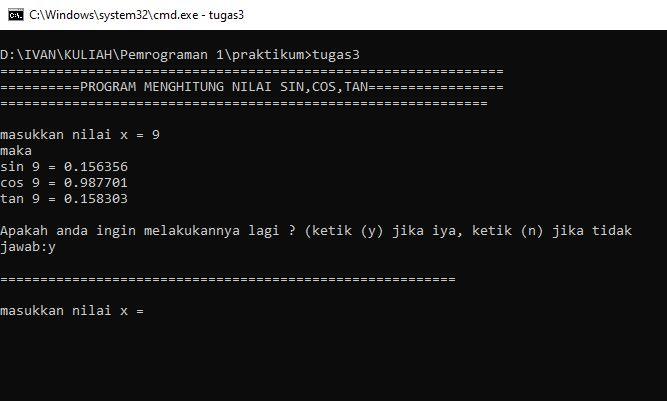 C:\Windows\system32\cmd.exe - tugas3
D:\IVAN\KULIAH\Pemrograman 1\praktikum>tugas3
===============================================================
==========PROGRAM MENGHITUNG NILAI SIN,COS,TAN=================
=============================================================
masukkan nilai x = 9
maka
sin 9 = 0.156356
cos 9 = 0.987701
tan 9 = 0.158303
Apakah anda ingin melakukannya lagi ? (ketik (y) jika iya, ketik (n) jika tidak
jawab:y
=========================================================
masukkan nilai x =